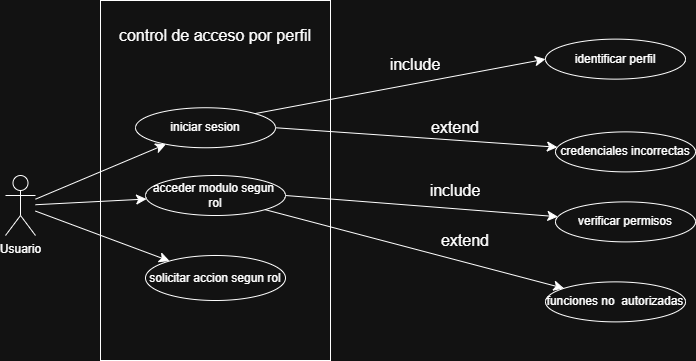 control de acceso por perfil
include
identificar perfil
iniciar sesion
extend
credenciales incorrectas
acceder modulo segun
rol
include
verificar permisos
Usuario
extend
solicitar accion segun rol
funciones no autorizadas